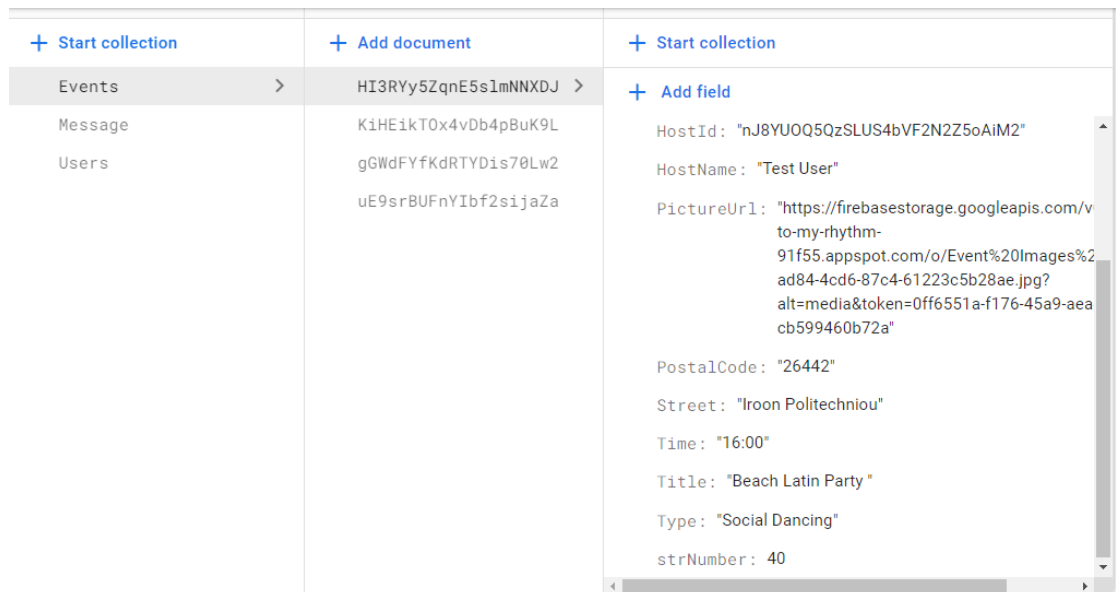 + Start collection
Events
Message
Users
+ Add document
HI3RYy5ZqnE5slmNNXDJ
KiHEikTOx4vDb4pBuK9L
gGWdFYfKdRTYDis70Lw2
uE9srBUFnYIbf2sijaZa
+ Start collection
+ Add field
HostId: "nJ8YUOQ5QzSLUS4bVF2N2Z5oAiM2"
HostName: "Test User"
PictureUrl: "https://firebasestorage.googleapis.com/v
to-my-rhythm-
91f55.appspot.com/o/Event%20Images%2
ad84-4cd6-87c4-61223c5b28ae.jpg?
alt=media&token=0ff6551a-f176-45a9-aea
cb599460b72a"
PostalCode: "26442"
Street: "Iroon Politechniou"
Time: "16:00"
Title: "Beach Latin Party "
Type: "Social Dancing"
strNumber: 40